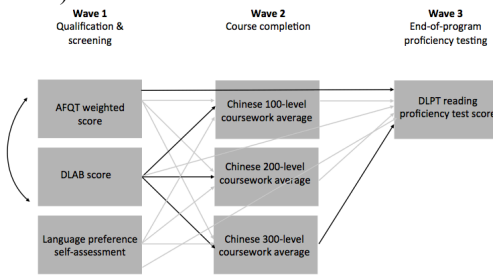 Wave 1
Qualification &
screening
Wave 2
Course completion
Wave 3
End-of-program
proficiency testing
AFQT weighted
score
DLAB score
Language preference
self-assessment
Chinese 100-level
coursework average
Chinese 200-level
coursework average
Chinese 300-level
coursework average
DLPT reading
proficiency test score